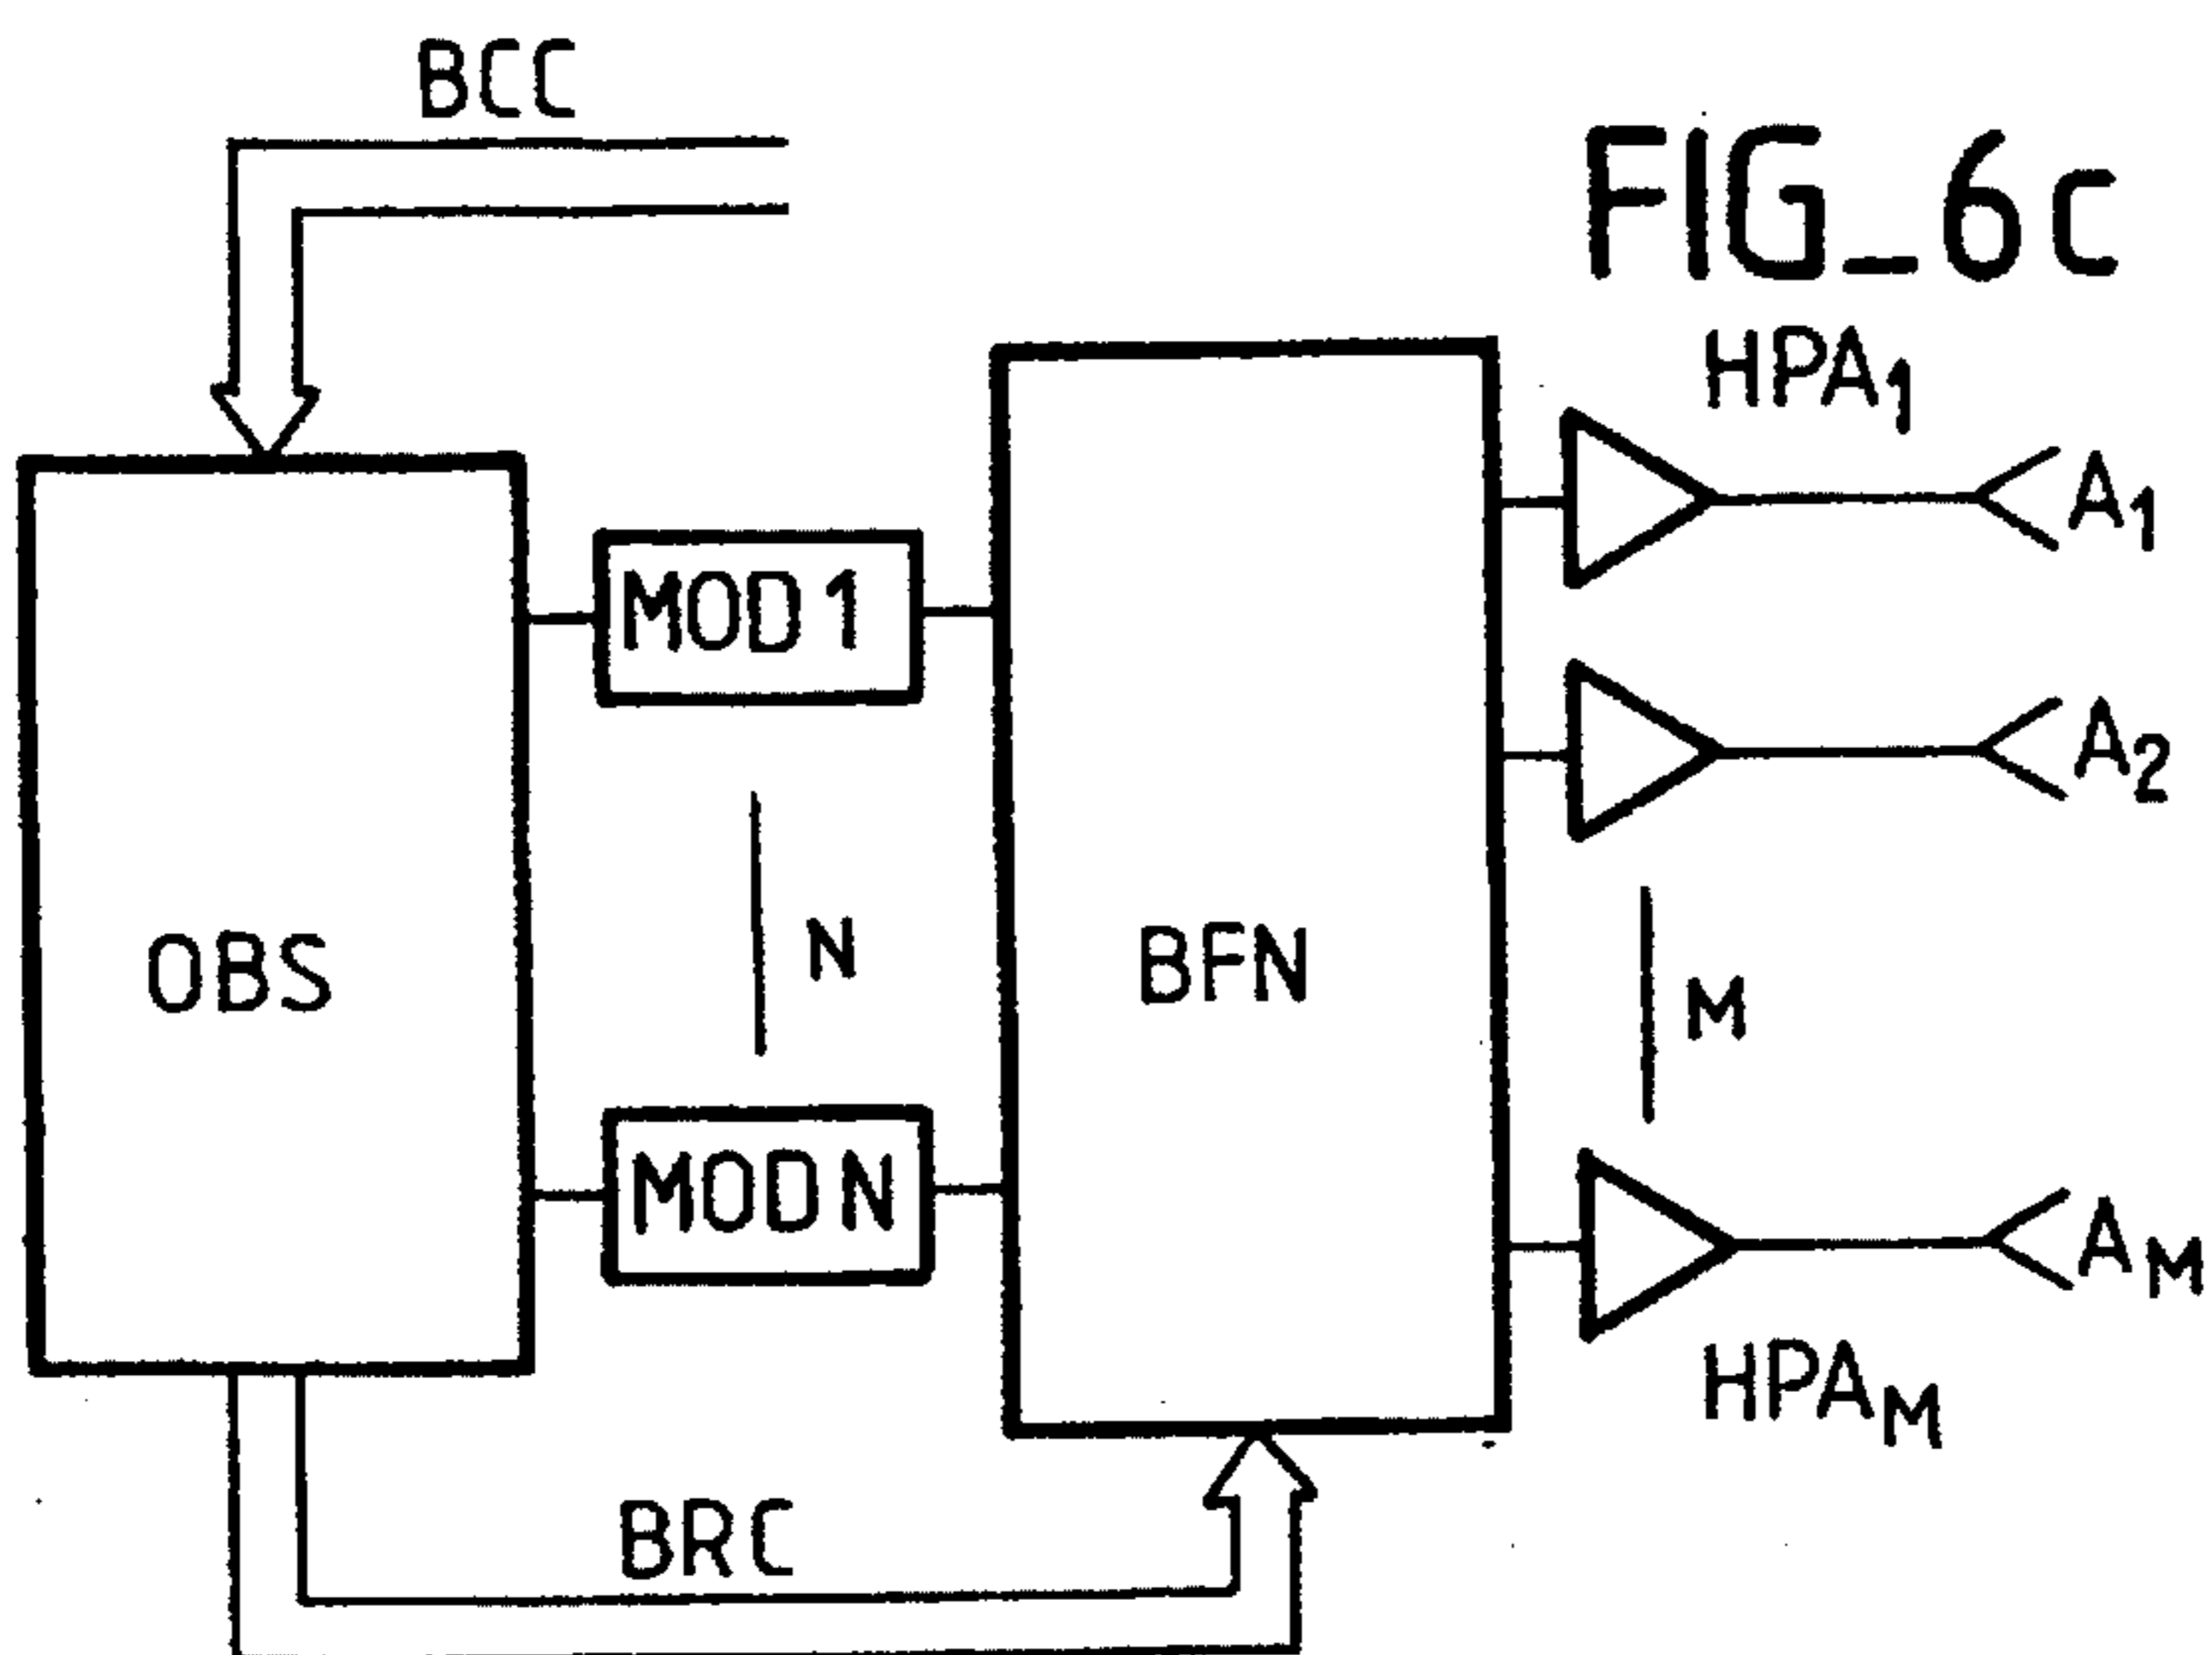 BCC
FIG_6c
HPA1
A1
MOD 1
A2
N
OBS
BFN
M
MOD N
AM
HPAM
BRC